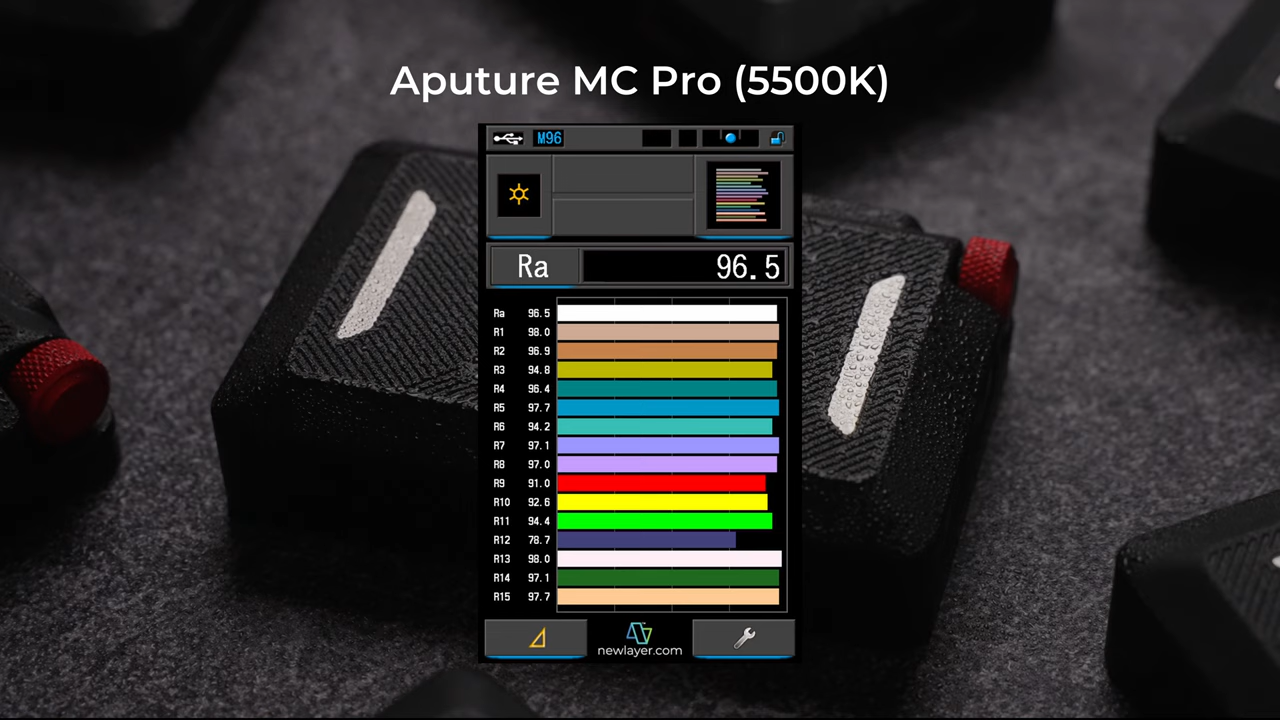 Aputure MC Pro (5500K)
M96
Ra 96.5
Ra 96.5
R1 98.0
R2 96.9
R3 94.8
R4 96.4
R5 97.7
R6 94.2
R7 97.1
R8 97.0
R9 91.0
R10 92.6
R11 94.4
R12 78.7
R13 98.0
R14 97.1
R15 97.7
newlayer.com